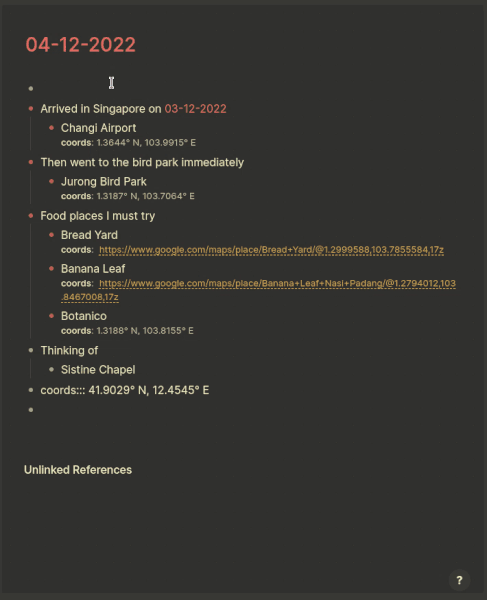 04-12-2022
Arrived in Singapore on 03-12-2022
Changi Airport
coords: 1.3644° N, 103.9915° E
Then went to the bird park immediately
Jurong Bird Park
coords: 1.3187° N, 103.7064° E
Food places I must try
Bread Yard
coords: https://www.google.com/maps/place/Bread+Yard/@1.2999588,103.7855584,17z
Banana Leaf
coords: https://www.google.com/maps/place/Banana+Leaf+Nasi+Padang/@1.2794012,103
.8467008,17z
Botanico
coords: 1.3188° N, 103.8155° E
Thinking of
Sistine Chapel
coords::: 41.9029° N, 12.4545° E
Unlinked References
?